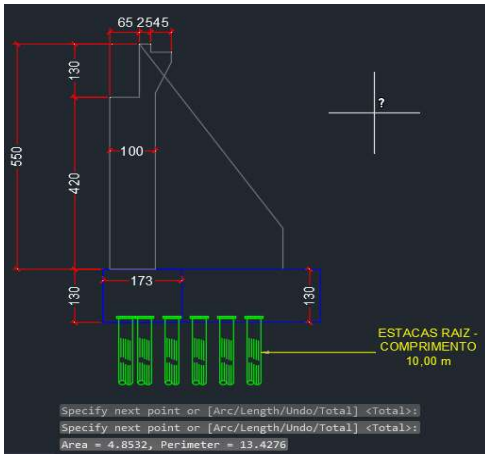 65 25 45
130
550
420
100
?
130
173
130
ESTACAS RAIZ -
COMPRIMENTO
10,00 m
Specify next point or [Arc/Length/Undo/Total] <Total>:
Specify next point or [Arc/Length/Undo/Total] <Total>:
Area = 4.8532, Perimeter = 13.4276